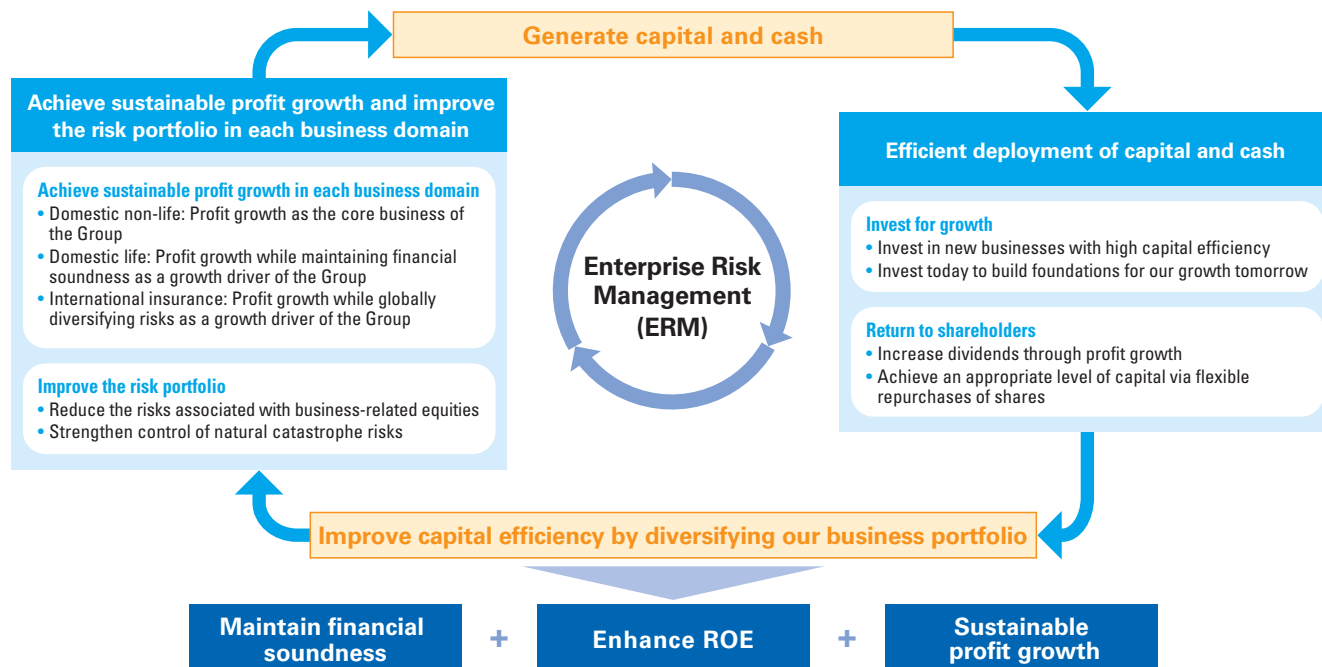 Generate capital and cash
Achieve sustainable profit growth and improve
the risk portfolio in each business domain
Achieve sustainable profit growth in each business domain
• Domestic non-life: Profit growth as the core business of
the Group
• Domestic life: Profit growth while maintaining financial
soundness as a growth driver of the Group
• International insurance: Profit growth while globally
diversifying risks as a growth driver of the Group
Improve the risk portfolio
• Reduce the risks associated with business-related equities
• Strengthen control of natural catastrophe risks
Enterprise Risk
Management
(ERM)
Efficient deployment of capital and cash
Invest for growth
• Invest in new businesses with high capital efficiency
• Invest today to build foundations for our growth tomorrow
Return to shareholders
• Increase dividends through profit growth
• Achieve an appropriate level of capital via flexible
repurchases of shares
Improve capital efficiency by diversifying our business portfolio
Maintain financial
soundness
+
Enhance ROE
+
Sustainable
profit growth